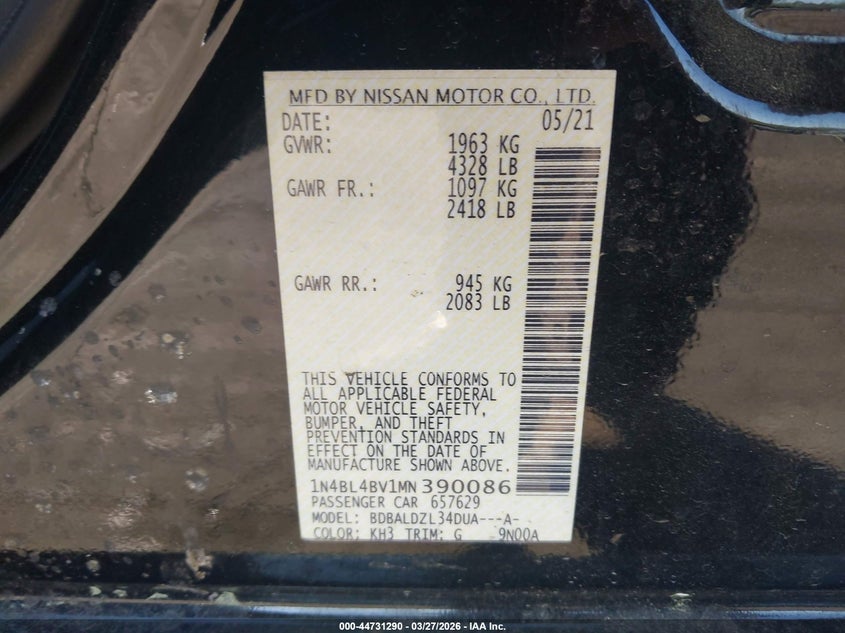 MFD BY NISSAN MOTOR CO., LTD.
DATE: 05/21
GVWR: 1963 KG
4328 LB
GAWR FR.: 1097 KG
2418 LB
GAWR RR.: 945 KG
2083 LB
THIS VEHICLE CONFORMS TO
ALL APPLICABLE FEDERAL
MOTOR VEHICLE SAFETY,
BUMPER, AND THEFT
PREVENTION STANDARDS IN
EFFECT ON THE DATE OF
MANUFACTURE SHOWN ABOVE.
1N4BL4BV1MN390086
PASSENGER CAR 657629
MODEL: BDBALDZL34DUA---A-
COLOR: KH3 TRIM: G -9N00A
000-44731290 - 03/27/2026 - IAA Inc.